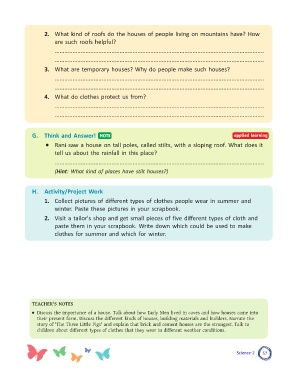 2. What kind of roofs do the houses of people living on mountains have? How
are such roofs helpful?
3. What are temporary houses? Why do people make such houses?
4. What do clothes protect us from?
G. Think and Answer! HOTS applied learning
• Rani saw a house on tall poles, called stilts, with a sloping roof. What does it
tell us about the rainfall in this place?
(Hint: What kind of places have stilt houses?)
H. Activity/Project Work
1. Collect pictures of different types of clothes people wear in summer and
winter. Paste these pictures in your scrapbook.
2. Visit a tailor's shop and get small pieces of five different types of cloth and
paste them in your scrapbook. Write down which could be used to make
clothes for summer and which for winter.
TEACHER'S NOTES
• Discuss the importance of a house. Talk about how Early Men lived in caves and how houses came into
their present form. Discuss the different kinds of houses, building materials and builders. Narrate the
story of 'The Three Little Pigs' and explain that brick and cement houses are the strongest. Talk to
children about different types of clothes that they wear in different weather conditions.
Science-2